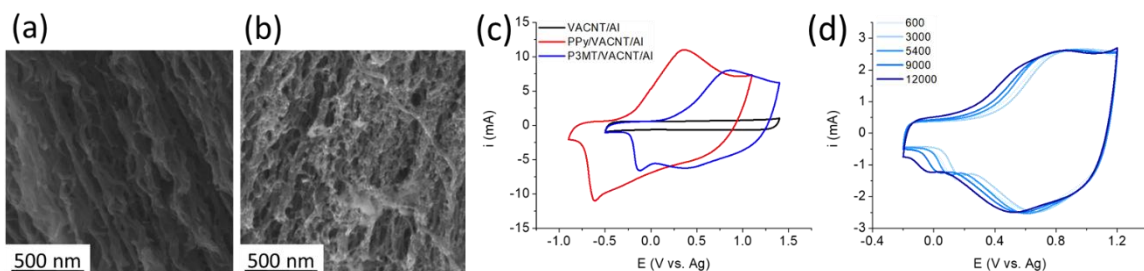 (a)
500 nm
(b)
500 nm
(c)
VACNT/Al
PPy/VACNT/Al
P3MT/VACNT/Al
15
10
5
0
-5
-10
-15
i (mA)
-1.0
-0.5
0.0
0.5
1.0
1.5
E (V vs. Ag)
(d)
600
3000
5400
9000
12000
3
2
1
0
-1
-2
-3
i (mA)
-0.4
0.0
0.4
0.8
1.2
E (V vs. Ag)